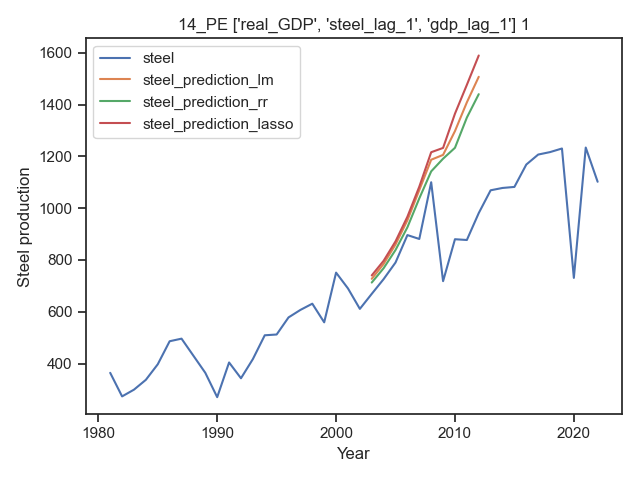 14_PE ['real_GDP', 'steel_lag_1', 'gdp_lag_1'] 1
steel
steel_prediction_lm
steel_prediction_rr
steel_prediction_lasso
1600
1400
1200
1000
800
600
400
Steel production
1980
1990
2000
2010
2020
Year